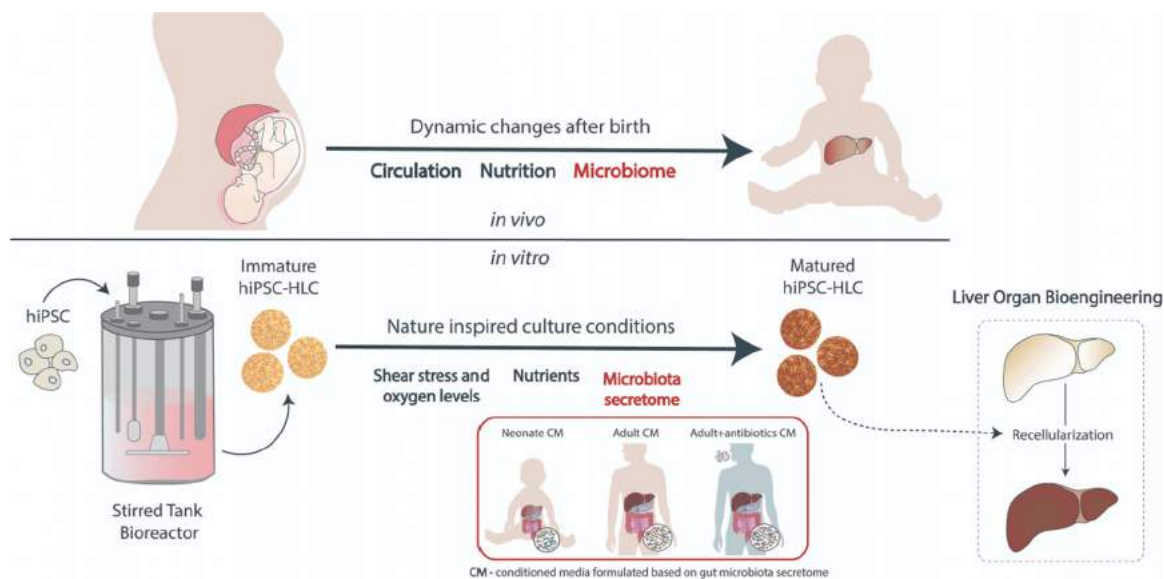 Dynamic changes after birth
Circulation Nutrition Microbiome
in vivo
in vitro
hiPSC
Immature
hiPSC-HLC
Stirred Tank
Bioreactor
Nature inspired culture conditions
Shear stress and
oxygen levels
Nutrients
Microbiota
secretome
Matured
hiPSC-HLC
Neonate CM
Adult CM
Adult+antibiotics CM
CM - conditioned media formulated based on gut microbiota secretome
Liver Organ Bioengineering
Recellularization